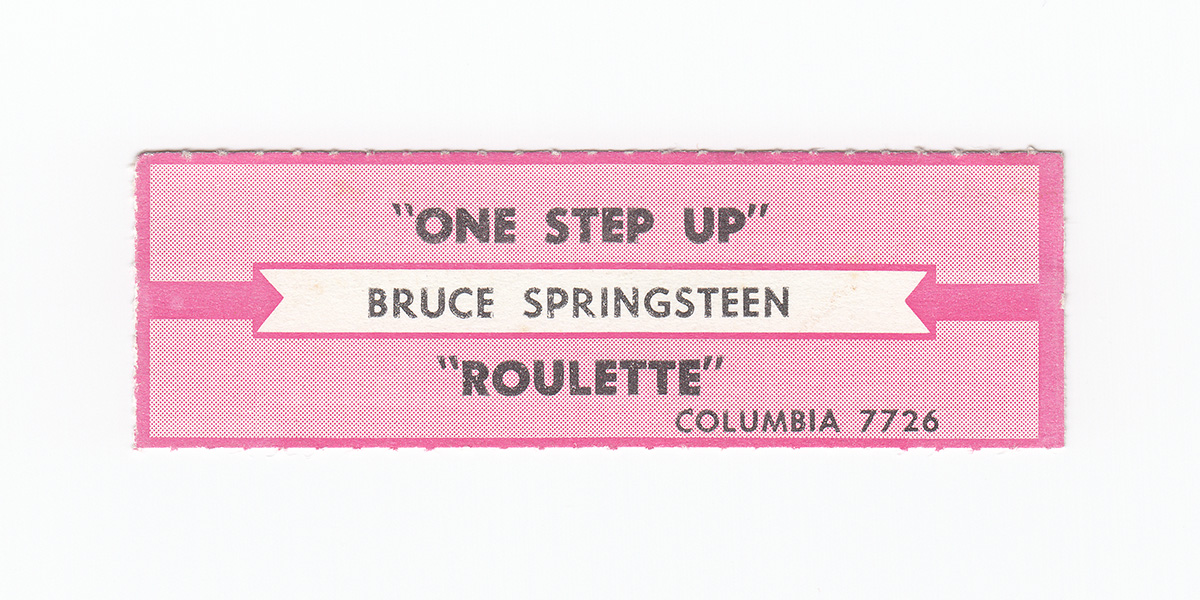 "ONE STEP UP"
BRUCE SPRINGSTEEN
"ROULETTE"
COLUMBIA 7726